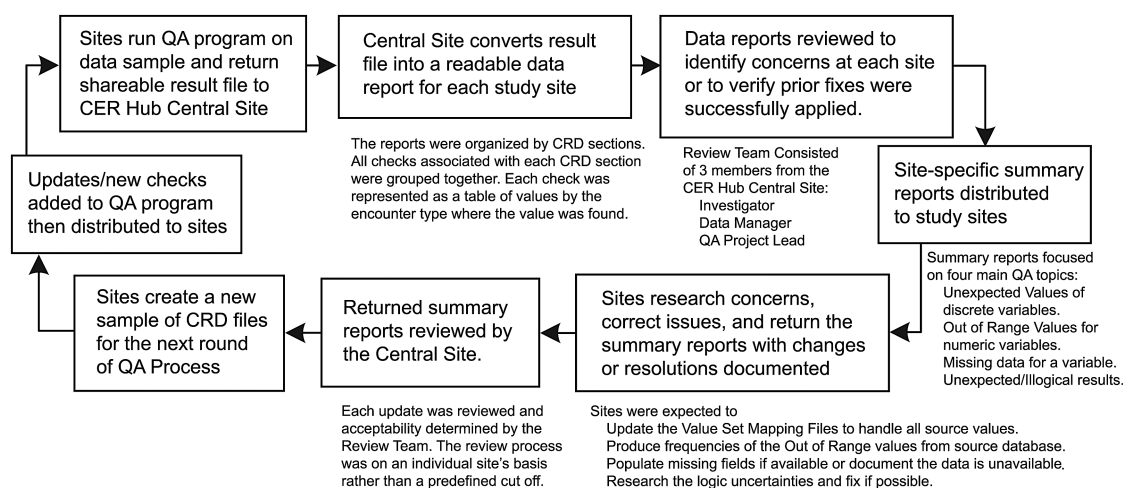 Sites run QA program on
data sample and return
shareable result file to
CER Hub Central Site
Central Site converts result
file into a readable data
report for each study site
The reports were organized by CRD sections.
All checks associated with each CRD section
were grouped together. Each check was
represented as a table of values by the
encounter type where the value was found.
Data reports reviewed to
identify concerns at each site
or to verify prior fixes were
successfully applied.
Review Team Consisted
of 3 members from the
CER Hub Central Site:
Investigator
Data Manager
QA Project Lead
Site-specific summary
reports distributed
to study sites
Summary reports focused
on four main QA topics:
Unexpected Values of
discrete variables.
Out of Range Values for
numeric variables.
Missing data for a variable.
Unexpected/Illogical results.
Sites research concerns,
correct issues, and return the
summary reports with changes
or resolutions documented
Sites were expected to
Update the Value Set Mapping Files to handle all source values.
Produce frequencies of the Out of Range values from source database.
Populate missing fields if available or document the data is unavailable.
Research the logic uncertainties and fix if possible.
Returned summary
reports reviewed by
the Central Site.
Each update was reviewed and
acceptability determined by the
Review Team. The review process
was on an individual site's basis
rather than a predefined cut off.
Sites create a new
sample of CRD files
for the next round
of QA Process
Updates/new checks
added to QA program
then distributed to sites